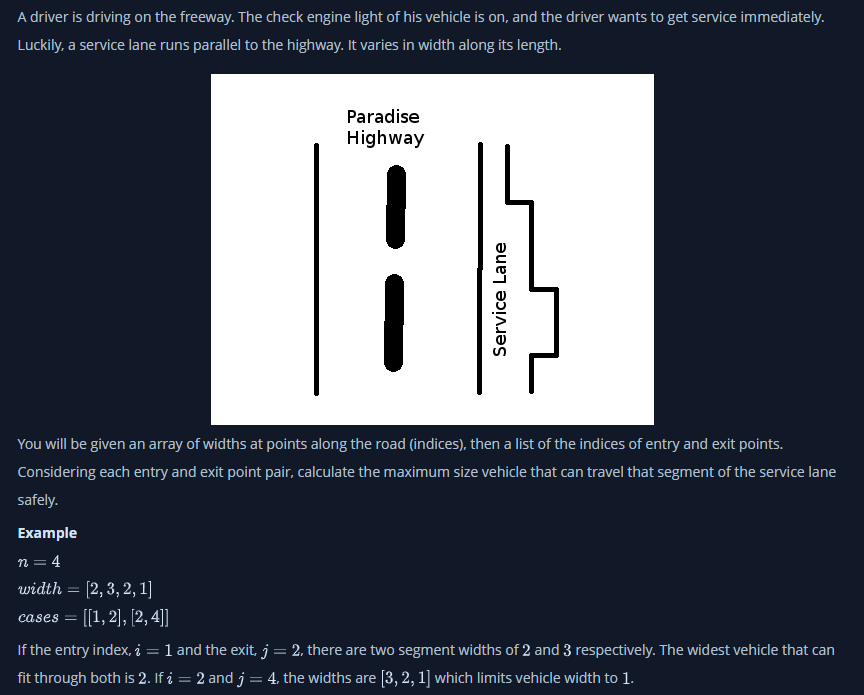 A driver is driving on the freeway. The check engine light of his vehicle is on, and the driver wants to get service immediately.
Luckily, a service lane runs parallel to the highway. It varies in width along its length.
Paradise
Highway
Service Lane
You will be given an array of widths at points along the road (indices), then a list of the indices of entry and exit points.
Considering each entry and exit point pair, calculate the maximum size vehicle that can travel that segment of the service lane
safely.
Example
n = 4
width = [2, 3, 2, 1]
cases = [[1, 2], [2, 4]]
If the entry index, i = 1 and the exit, j = 2, there are two segment widths of 2 and 3 respectively. The widest vehicle that can
fit through both is 2. If i = 2 and j = 4, the widths are [3, 2, 1] which limits vehicle width to 1.